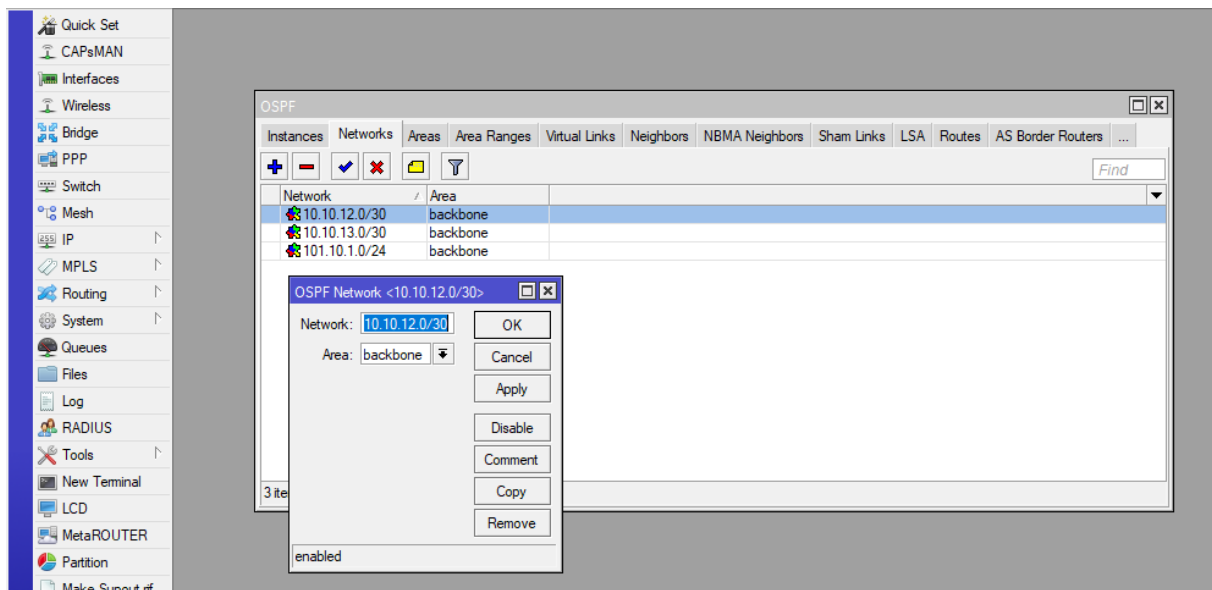 Quick Set
CAPsMAN
Interfaces
Wireless
Bridge
PPP
Switch
Mesh
IP
MPLS
Routing
System
Queues
Files
Log
RADIUS
Tools
New Terminal
LCD
MetaROUTER
Partition
Make Supout.rif
OSPF
Instances Networks Areas Area Ranges Virtual Links Neighbors NBMA Neighbors Sham Links LSA Routes AS Border Routers ...
Find
Network Area
10.10.12.0/30 backbone
10.10.13.0/30 backbone
101.10.1.0/24 backbone
3 ite
OSPF Network <10.10.12.0/30>
Network: 10.10.12.0/30 OK
Area: backbone Cancel
Apply
Disable
Comment
Copy
Remove
enabled